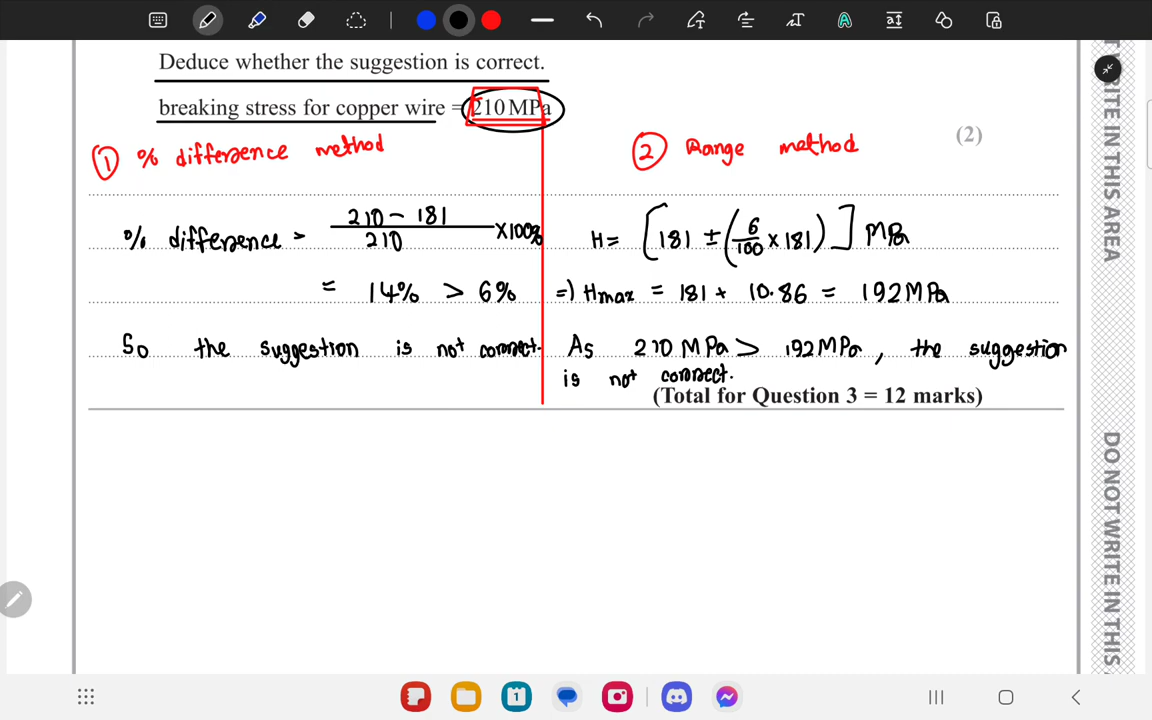 Deduce whether the suggestion is correct.
breaking stress for copper wire = 210 MPa
(2)
① % difference method
% difference = 210 - 181 / 210 ×100%
= 14% > 6%
So the suggestion is not correct.
② Range method
H = [181 ± (6/100 × 181)] MPa
=) Hmax = 181 + 10.86 = 192 MPa
As 210 MPa > 192 MPa, the suggestion
is not correct.
(Total for Question 3 = 12 marks)
RITE IN THIS AREA
DO NOT WRITE IN THIS